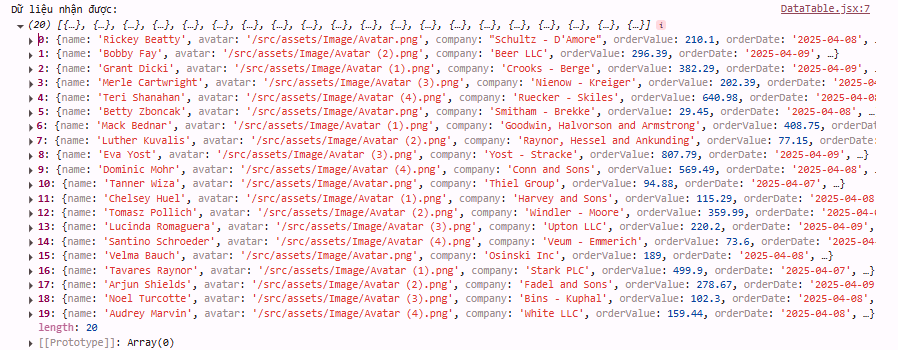 Dữ liệu nhận được: DataTable.jsx:7
(20) [{…}, {…}, {…}, {…}, {…}, {…}, {…}, {…}, {…}, {…}, {…}, {…}, {…}, {…}, {…}, {…}, {…}, {…}, {…}, {…}] i
0: {name: 'Rickey Beatty', avatar: '/src/assets/Image/Avatar.png', company: "Schultz - D'Amore", orderValue: 210.1, orderDate: '2025-04-08', …
1: {name: 'Bobby Fay', avatar: '/src/assets/Image/Avatar (2).png', company: 'Beer LLC', orderValue: 296.39, orderDate: '2025-04-09', …}
2: {name: 'Grant Dicki', avatar: '/src/assets/Image/Avatar (1).png', company: 'Crooks - Berge', orderValue: 382.29, orderDate: '2025-04-09',
3: {name: 'Merle Cartwright', avatar: '/src/assets/Image/Avatar (3).png', company: 'Nienow - Kreiger', orderValue: 202.39, orderDate: '2025-04
4: {name: 'Teri Shanahan', avatar: '/src/assets/Image/Avatar (4).png', company: 'Ruecker - Skiles', orderValue: 640.98, orderDate: '2025-04-08
5: {name: 'Betty Zboncak', avatar: '/src/assets/Image/Avatar.png', company: 'Smitham - Brekke', orderValue: 29.45, orderDate: '2025-04-08', …
6: {name: 'Mack Bednar', avatar: '/src/assets/Image/Avatar (1).png', company: 'Goodwin, Halvorson and Armstrong', orderValue: 408.75, orderDat
7: {name: 'Luther Kuvalis', avatar: '/src/assets/Image/Avatar (2).png', company: 'Raynor, Hessel and Ankunding', orderValue: 77.15, orderDate:
8: {name: 'Eva Yost', avatar: '/src/assets/Image/Avatar (3).png', company: 'Yost - Stracke', orderValue: 807.79, orderDate: '2025-04-09', …}
9: {name: 'Dominic Mohr', avatar: '/src/assets/Image/Avatar (4).png', company: 'Conn and Sons', orderValue: 569.49, orderDate: '2025-04-08',
10: {name: 'Tanner Wiza', avatar: '/src/assets/Image/Avatar.png', company: 'Thiel Group', orderValue: 94.88, orderDate: '2025-04-07', …}
11: {name: 'Chelsey Huel', avatar: '/src/assets/Image/Avatar (1).png', company: 'Harvey and Sons', orderValue: 115.29, orderDate: '2025-04-08
12: {name: 'Tomasz Pollich', avatar: '/src/assets/Image/Avatar (2).png', company: 'Windler - Moore', orderValue: 359.99, orderDate: '2025-04-0
13: {name: 'Lucinda Romaguera', avatar: '/src/assets/Image/Avatar (3).png', company: 'Upton LLC', orderValue: 220.2, orderDate: '2025-04-09',
14: {name: 'Santino Schroeder', avatar: '/src/assets/Image/Avatar (4).png', company: 'Veum - Emmerich', orderValue: 73.6, orderDate: '2025-04-
15: {name: 'Velma Bauch', avatar: '/src/assets/Image/Avatar.png', company: 'Osinski Inc', orderValue: 189, orderDate: '2025-04-08', …}
16: {name: 'Tavares Raynor', avatar: '/src/assets/Image/Avatar (1).png', company: 'Stark PLC', orderValue: 499.9, orderDate: '2025-04-07', …}
17: {name: 'Arjun Shields', avatar: '/src/assets/Image/Avatar (2).png', company: 'Fadel and Sons', orderValue: 278.67, orderDate: '2025-04-09
18: {name: 'Noel Turcotte', avatar: '/src/assets/Image/Avatar (3).png', company: 'Bins - Kuphal', orderValue: 102.3, orderDate: '2025-04-08',
19: {name: 'Audrey Marvin', avatar: '/src/assets/Image/Avatar (4).png', company: 'White LLC', orderValue: 159.44, orderDate: '2025-04-08', …}
length: 20
[[Prototype]]: Array(0)